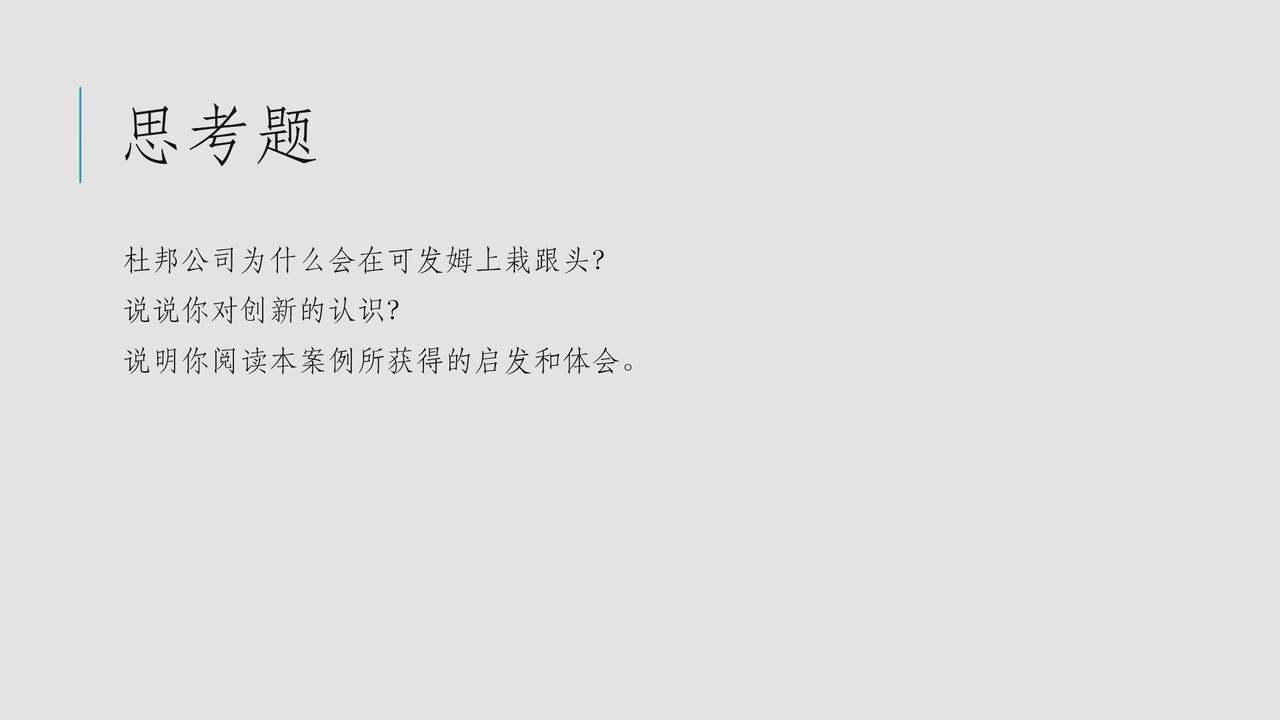 思考题
杜邦公司为什么会在可发姆上栽跟头?
说说你对创新的认识?
说明你阅读本案例所获得的启发和体会。